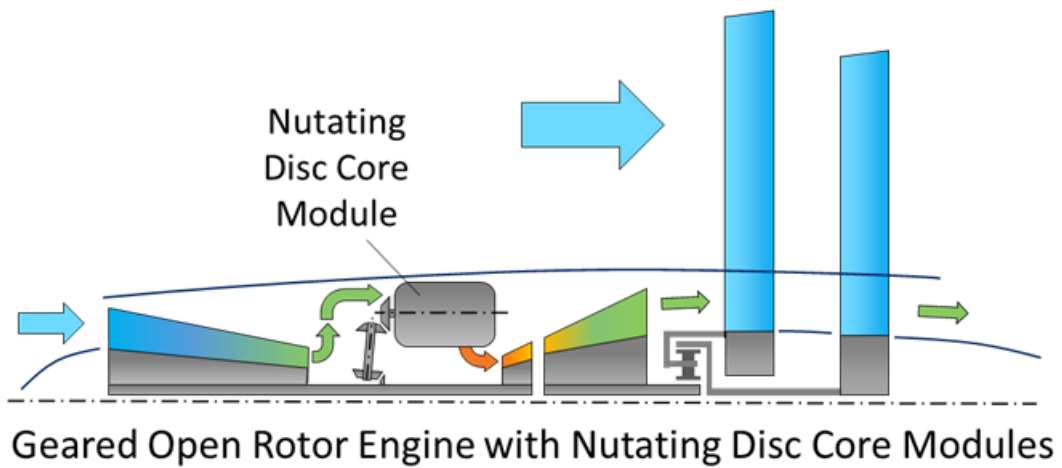 Nutating
Disc Core
Module
Geared Open Rotor Engine with Nutating Disc Core Modules